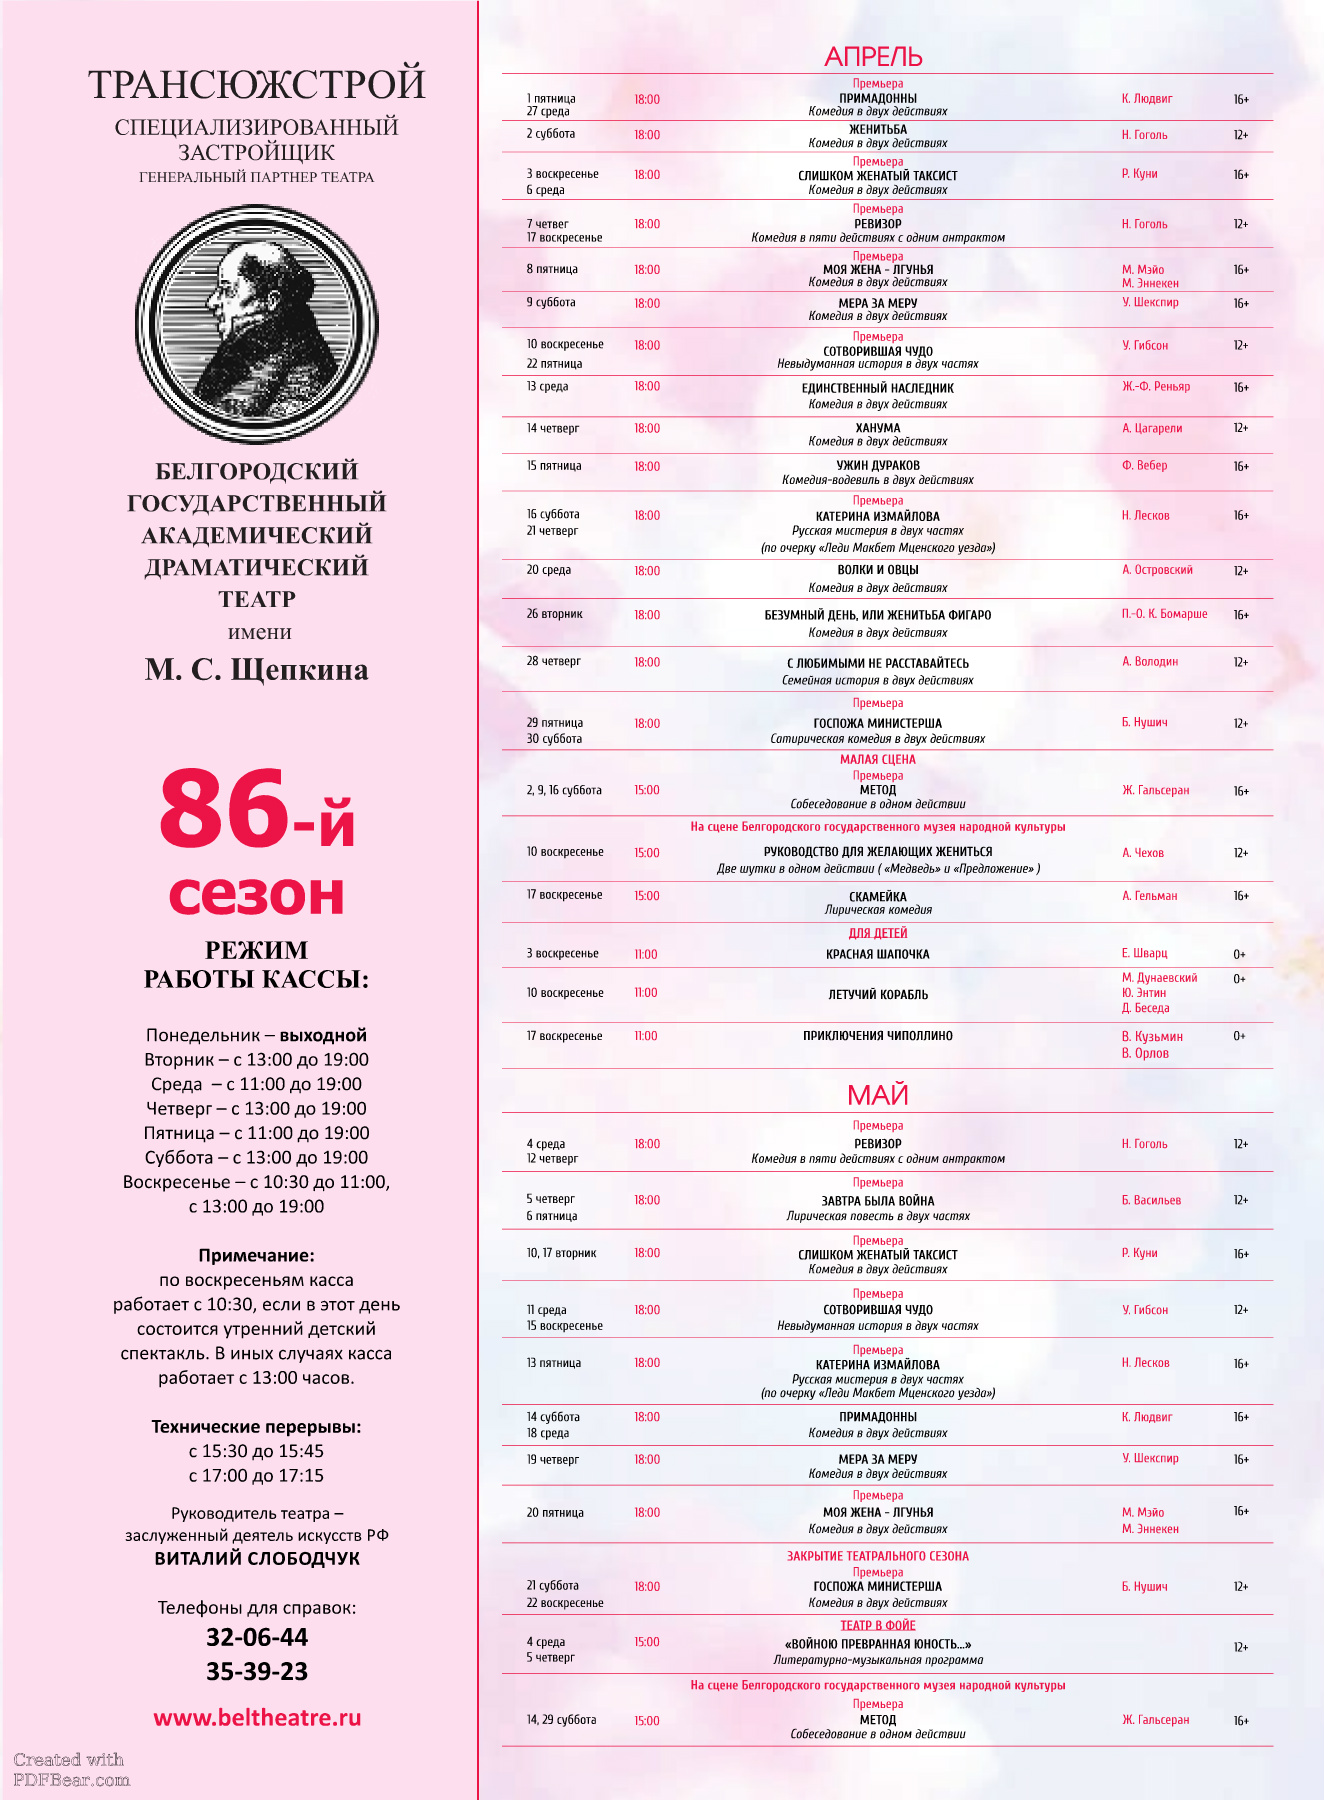 ТРАНСЮЖСТРОЙ
СПЕЦИАЛИЗИРОВАННЫЙ
ЗАСТРОЙЩИК
ГЕНЕРАЛЬНЫЙ ПАРТНЕР ТЕАТРА
БЕЛГОРОДСКИЙ
ГОСУДАРСТВЕННЫЙ
АКАДЕМИЧЕСКИЙ
ДРАМАТИЧЕСКИЙ
ТЕАТР
имени
М. С. Щепкина
86-й
сезон
РЕЖИМ
РАБОТЫ КАССЫ:
Понедельник – выходной
Вторник – с 13:00 до 19:00
Среда – с 11:00 до 19:00
Четверг – с 13:00 до 19:00
Пятница – с 11:00 до 19:00
Суббота – с 13:00 до 19:00
Воскресенье – с 10:30 до 11:00,
с 13:00 до 19:00
Примечание:
по воскресеньям касса
работает с 10:30, если в этот день
состоится утренний детский
спектакль. В иных случаях касса
работает с 13:00 часов.
Технические перерывы:
с 15:30 до 15:45
с 17:00 до 17:15
Руководитель театра –
заслуженный деятель искусств РФ
ВИТАЛИЙ СЛОБОДЧУК
Телефоны для справок:
32-06-44
35-39-23
www.beltheatre.ru
Created with
PDFBear.com
АПРЕЛЬ
Премьера
1 пятница 18:00 ПРИМАДОННЫ К. Людвиг 16+
27 среда Комедия в двух действиях
2 суббота 18:00 ЖЕНИТЬБА Н. Гоголь 12+
Комедия в двух действиях
Премьера
3 воскресенье 18:00 СЛИШКОМ ЖЕНАТЫЙ ТАКСИСТ Р. Куни 16+
6 среда Комедия в двух действиях
Премьера
7 четвег 18:00 РЕВИЗОР Н. Гоголь 12+
17 воскресенье Комедия в пяти действиях с одним антрактом
Премьера
8 пятница 18:00 МОЯ ЖЕНА - ЛГУНЬЯ М. Мэйо 16+
Комедия в двух действиях М. Эннекен
9 суббота 18:00 МЕРА ЗА МЕРУ У. Шекспир 16+
Комедия в двух действиях
Премьера
10 воскресенье 18:00 СОТВОРИВШАЯ ЧУДО У. Гибсон 12+
22 пятница Невыдуманная история в двух частях
13 среда 18:00 ЕДИНСТВЕННЫЙ НАСЛЕДНИК Ж.-Ф. Реньяр 16+
Комедия в двух действиях
14 четверг 18:00 ХАНУМА А. Цагарели 12+
Комедия в двух действиях
15 пятница 18:00 УЖИН ДУРАКОВ Ф. Вебер 16+
Комедия-водевиль в двух действиях
Премьера
16 суббота 18:00 КАТЕРИНА ИЗМАЙЛОВА Н. Лесков 16+
21 четверг Русская мистерия в двух частях
(по очерку «Леди Макбет Мценского уезда»)
20 среда 18:00 ВОЛКИ И ОВЦЫ А. Островский 12+
Комедия в двух действиях
26 вторник 18:00 БЕЗУМНЫЙ ДЕНЬ, ИЛИ ЖЕНИТЬБА ФИГАРО П.-О. К. Бомарше 16+
Комедия в двух действиях
28 четверг 18:00 С ЛЮБИМЫМИ НЕ РАССТАВАЙТЕСЬ А. Володин 12+
Семейная история в двух действиях
Премьера
29 пятница 18:00 ГОСПОЖА МИНИСТЕРША Б. Нушич 12+
30 суббота Сатирическая комедия в двух действиях
МАЛАЯ СЦЕНА
Премьера
2, 9, 16 суббота 15:00 МЕТОД Ж. Гальсеран 16+
Собеседование в одном действии
На сцене Белгородского государственного музея народной культуры
10 воскресенье 15:00 РУКОВОДСТВО ДЛЯ ЖЕЛАЮЩИХ ЖЕНИТЬСЯ А. Чехов 12+
Две шутки в одном действии ( «Медведь» и «Предложение» )
17 воскресенье 15:00 СКАМЕЙКА А. Гельман 16+
Лирическая комедия
ДЛЯ ДЕТЕЙ
3 воскресенье 11:00 КРАСНАЯ ШАПОЧКА Е. Шварц 0+
М. Дунаевский 0+
10 воскресенье 11:00 ЛЕТУЧИЙ КОРАБЛЬ Ю. Энтин
Д. Беседа
17 воскресенье 11:00 ПРИКЛЮЧЕНИЯ ЧИПОЛЛИНО В. Кузьмин 0+
В. Орлов
МАЙ
Премьера
4 среда 18:00 РЕВИЗОР Н. Гоголь 12+
12 четверг Комедия в пяти действиях с одним антрактом
Премьера
5 четверг 18:00 ЗАВТРА БЫЛА ВОЙНА Б. Васильев 12+
6 пятница Лирическая повесть в двух частях
Премьера
10, 17 вторник 18:00 СЛИШКОМ ЖЕНАТЫЙ ТАКСИСТ Р. Куни 16+
Комедия в двух действиях
Премьера
11 среда 18:00 СОТВОРИВШАЯ ЧУДО У. Гибсон 12+
15 воскресенье Невыдуманная история в двух частях
Премьера
13 пятница 18:00 КАТЕРИНА ИЗМАЙЛОВА Н. Лесков 16+
Русская мистерия в двух частях
(по очерку «Леди Макбет Мценского уезда»)
14 суббота 18:00 ПРИМАДОННЫ К. Людвиг 16+
18 среда Комедия в двух действиях
19 четверг 18:00 МЕРА ЗА МЕРУ У. Шекспир 16+
Комедия в двух действиях
Премьера
20 пятница 18:00 МОЯ ЖЕНА - ЛГУНЬЯ М. Мэйо 16+
Комедия в двух действиях М. Эннекен
ЗАКРЫТИЕ ТЕАТРАЛЬНОГО СЕЗОНА
Премьера
21 суббота 18:00 ГОСПОЖА МИНИСТЕРША Б. Нушич 12+
22 воскресенье Комедия в двух действиях
ТЕАТР В ФОЙЕ
4 среда 15:00 «ВОЙНОЮ ПРЕВРАННАЯ ЮНОСТЬ...» 12+
5 четверг Литературно-музыкальная программа
На сцене Белгородского государственного музея народной культуры
Премьера
14, 29 суббота 15:00 МЕТОД Ж. Гальсеран 16+
Собеседование в одном действии